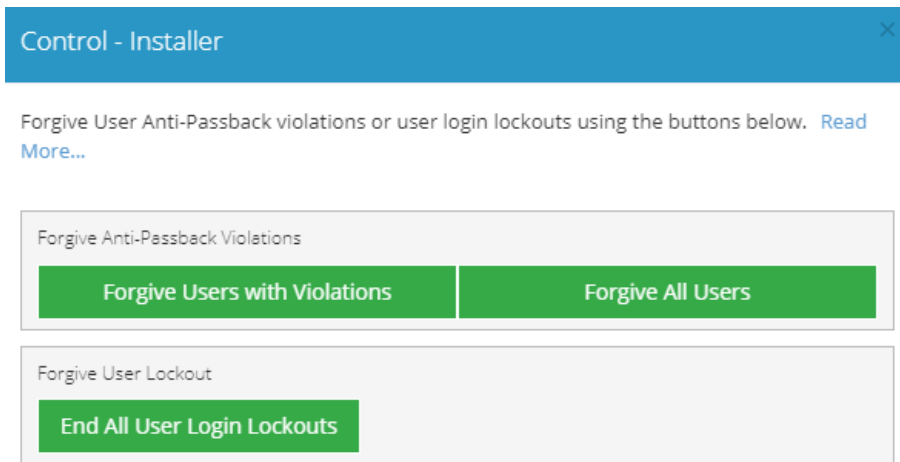 Control - Installer
Forgive User Anti-Passback violations or user login lockouts using the buttons below. Read
More...
Forgive Anti-Passback Violations
Forgive Users with Violations
Forgive All Users
Forgive User Lockout
End All User Login Lockouts